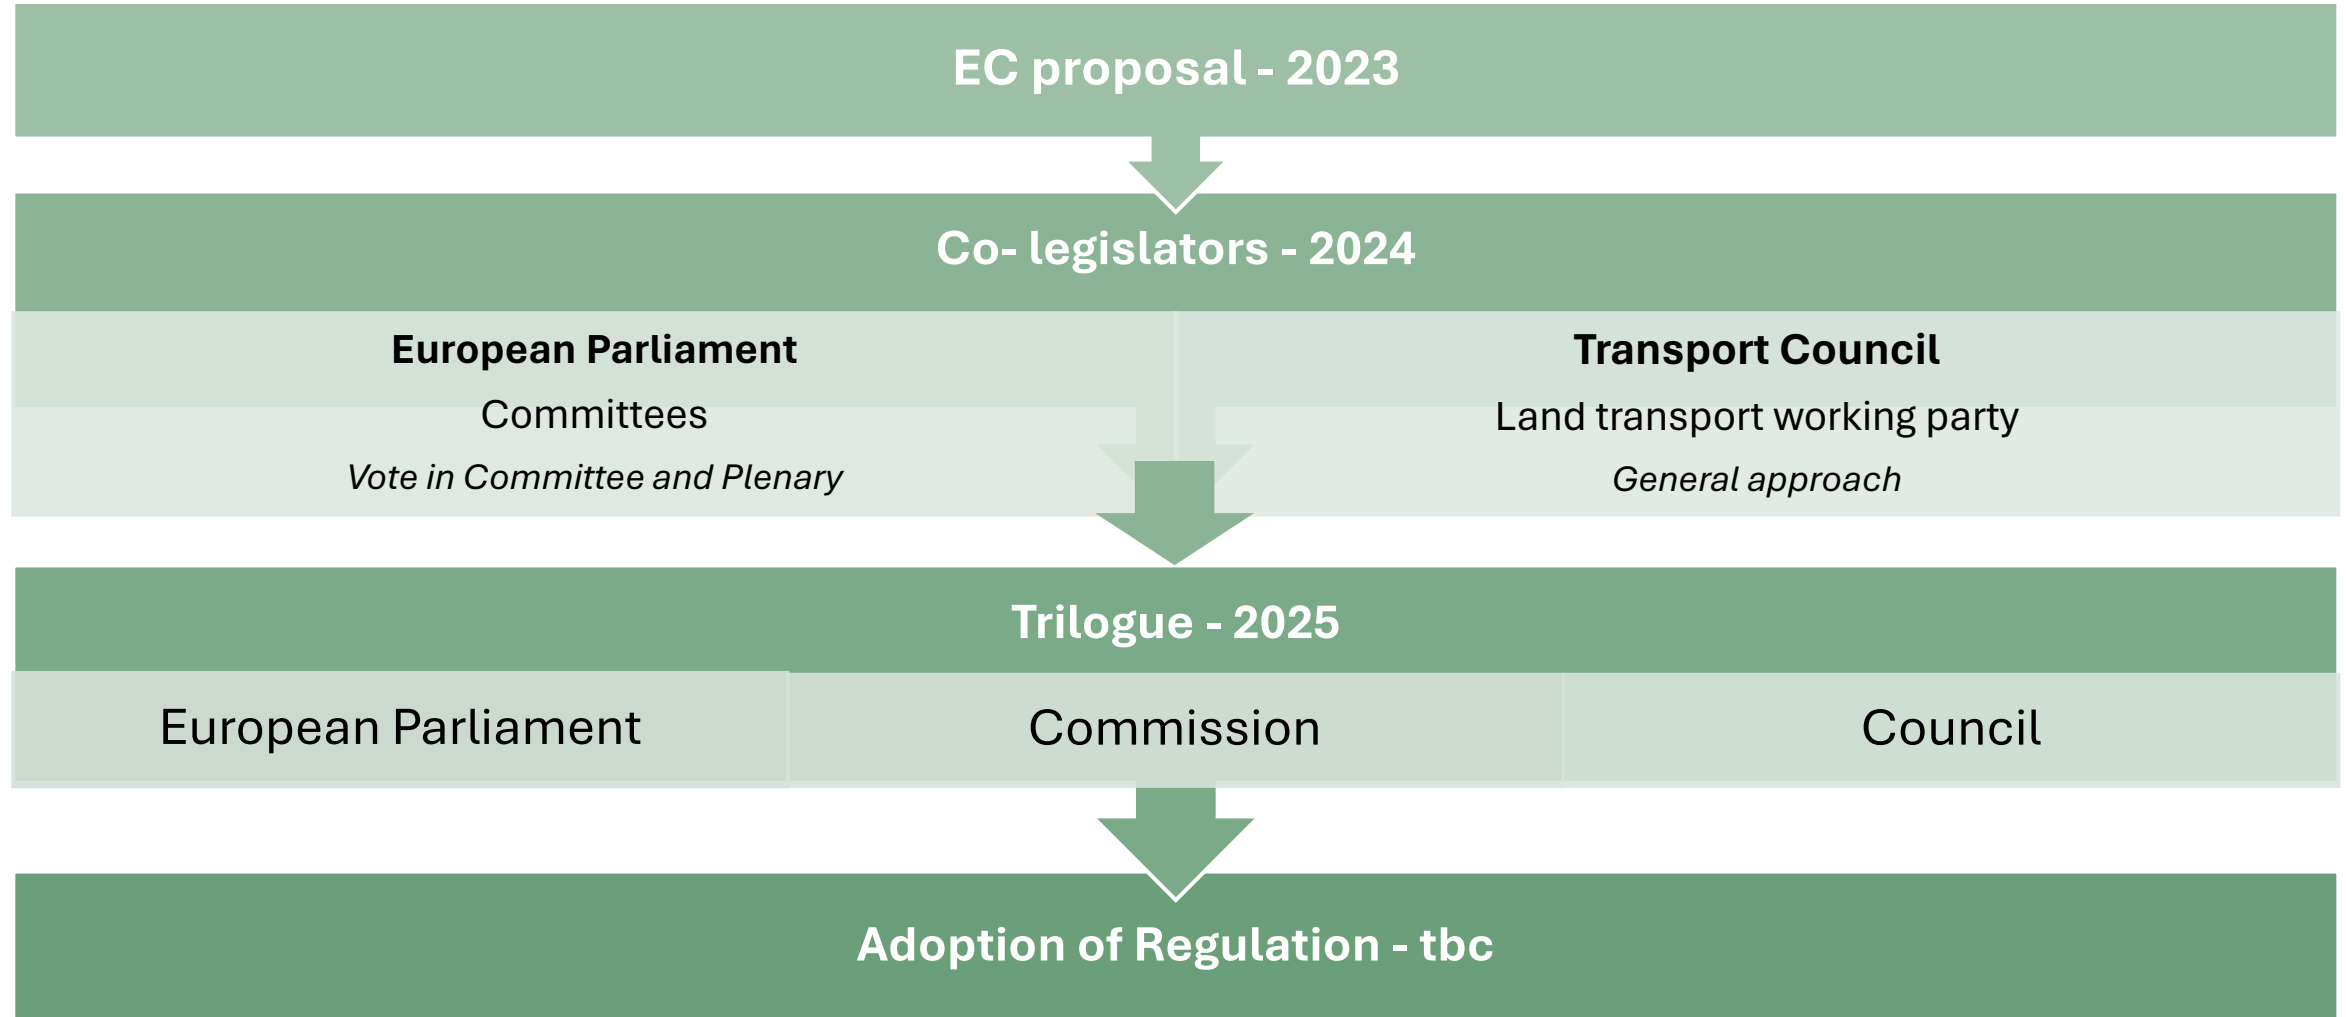 EC proposal - 2023
Co- legislators - 2024
European Parliament
Committees
Vote in Committee and Plenary
Transport Council
Land transport working party
General approach
Trilogue - 2025
European Parliament
Commission
Council
Adoption of Regulation - tbc